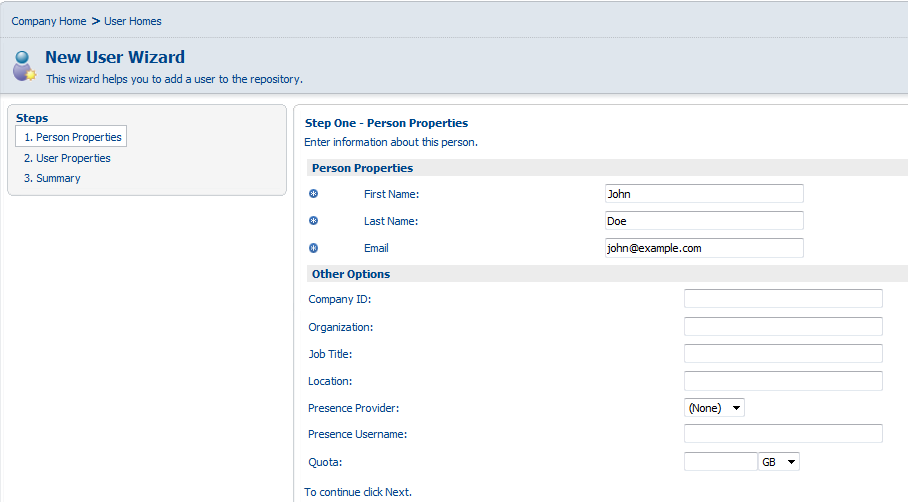 Company Home > User Homes
New User Wizard
This wizard helps you to add a user to the repository.
Steps
1. Person Properties
2. User Properties
3. Summary
Step One - Person Properties
Enter information about this person.
Person Properties
First Name: John
Last Name: Doe
Email john@example.com
Other Options
Company ID:
Organization:
Job Title:
Location:
Presence Provider: (None)
Presence Username:
Quota: GB
To continue click Next.